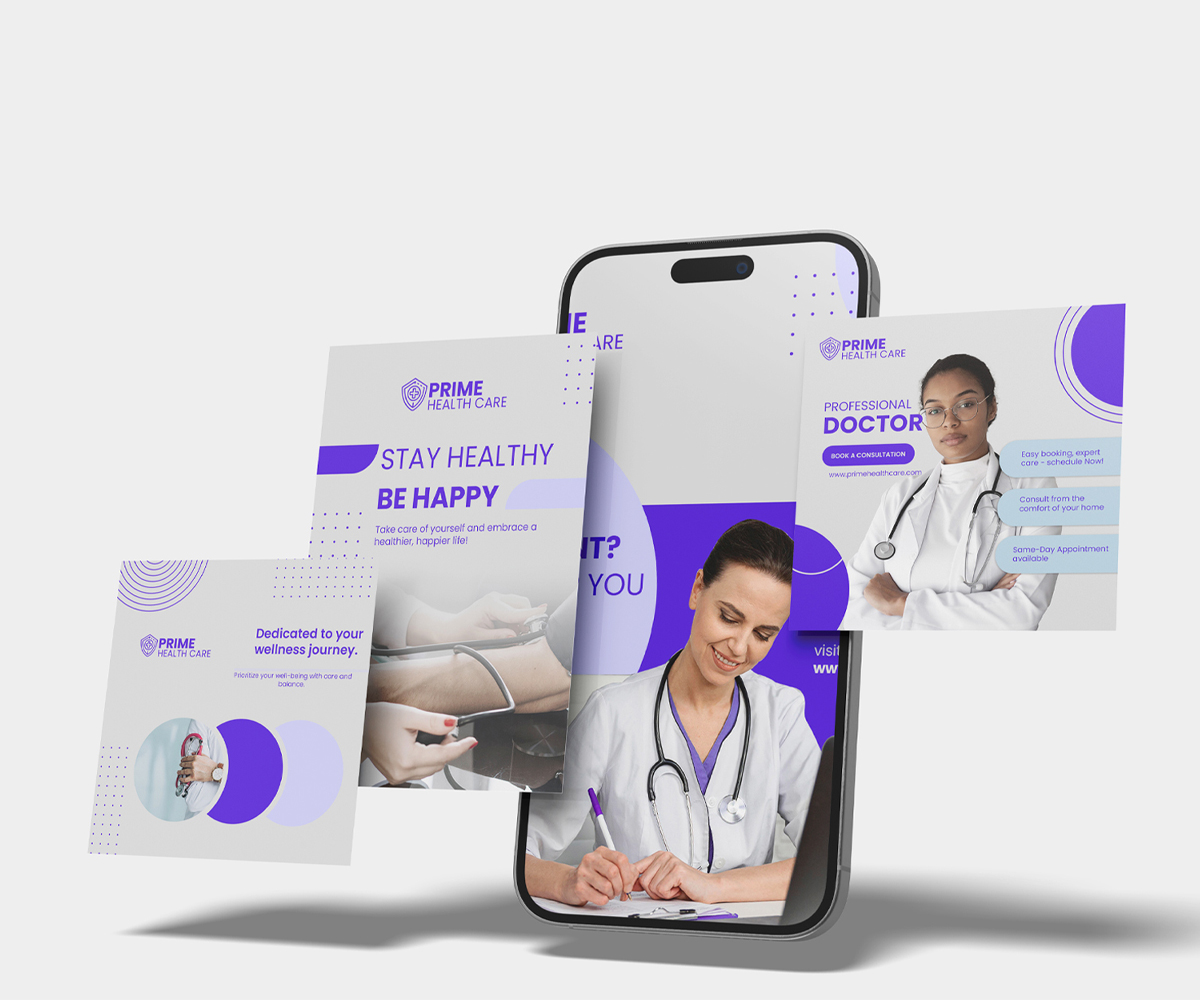 PRIME
HEALTH CARE
Dedicated to your
wellness journey.
Prioritize your well-being with care and
balance.
PRIME
HEALTH CARE
STAY HEALTHY
BE HAPPY
Take care of yourself and embrace a
healthier, happier life!
IE
ARE
NT?
YOU
visit
ww
PRIME
HEALTH CARE
PROFESSIONAL
DOCTOR
BOOK A CONSULTATION
www.primehealthcare.com
Easy booking, expert
care - schedule Now!
Consult from the
comfort of your home
Same-Day Appointment
available